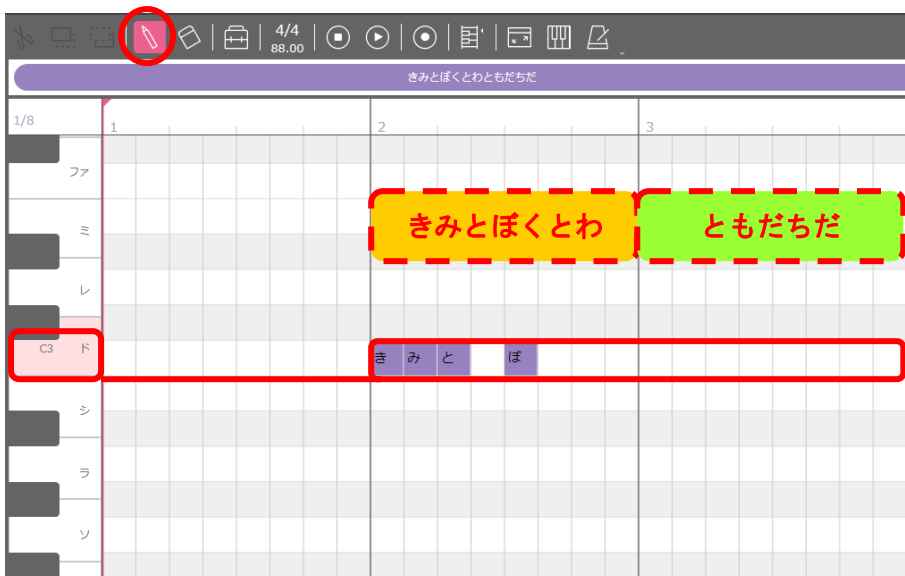 4/4
88.00
きみとぼくとわともだちだ
1/8
1 2 3
ファ
ミ
きみとぼくとわ ともだちだ
レ
C3 ド き み と ぼ
シ
ラ
ソ